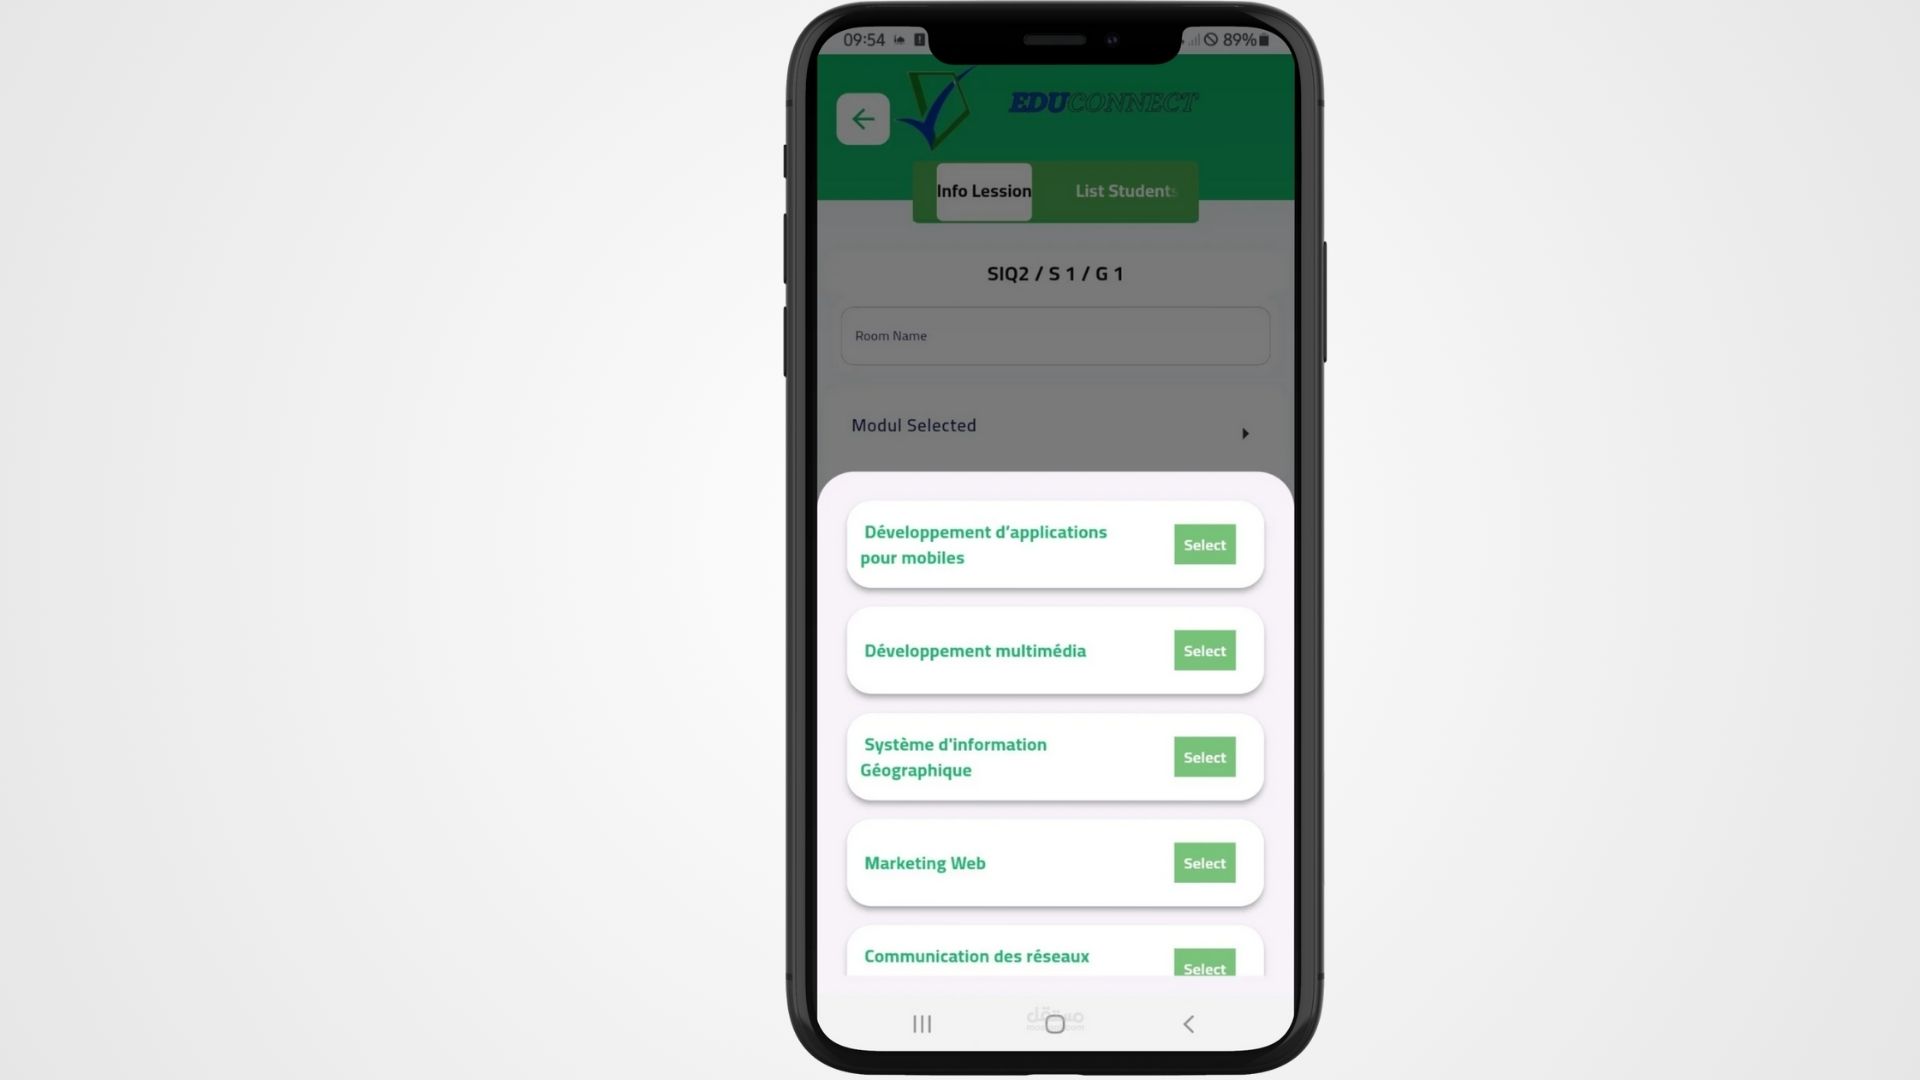 09:54
89%
EDUCONNECT
Info Lession
List Students
SIQ2 / S 1 / G 1
Room Name
Modul Selected
Développement d’applications
pour mobiles
Select
Développement multimédia
Select
Système d'information
Géographique
Select
Marketing Web
Select
Communication des réseaux
Select
مستقل